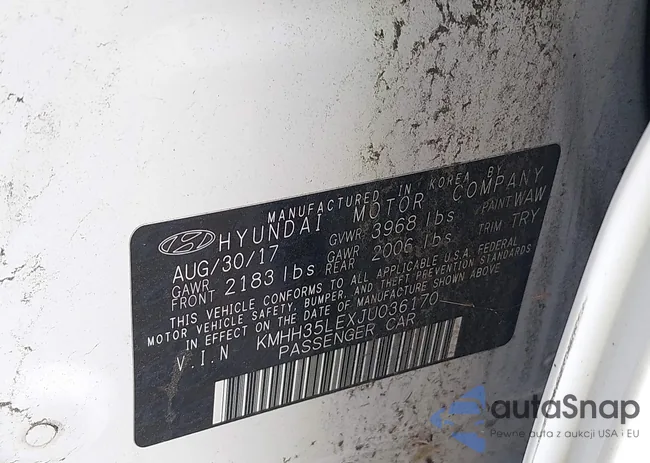 MANUFACTURED IN KOREA BY
HYUNDAI MOTOR COMPANY
AUG/30/17 GVWR 3968 lbs PAINT WAW
GAWR FRONT 2183 lbs GAWR REAR 2006 lbs TRIM TRY
THIS VEHICLE CONFORMS TO ALL APPLICABLE U.S.A. FEDERAL
MOTOR VEHICLE SAFETY, BUMPER, AND THEFT PREVENTION STANDARDS
IN EFFECT ON THE DATE OF MANUFACTURE SHOWN ABOVE
V.I.N KMHH35LEXJU036170
PASSENGER CAR
autaSnap
Pewne auta z aukcji USA i EU